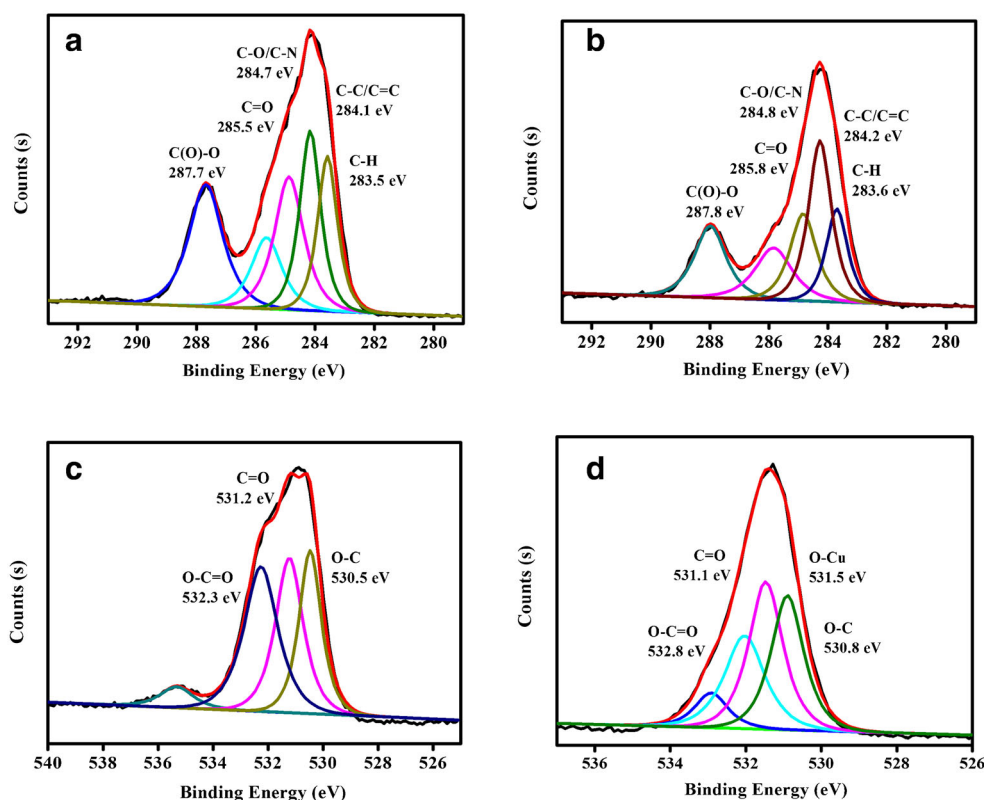 a
C-O/C-N
284.7 eV
C-C/C=C
284.1 eV
C=O
285.5 eV
C(O)-O
287.7 eV
C-H
283.5 eV
Counts (s)
292 290 288 286 284 282 280
Binding Energy (eV)
b
C-O/C-N
284.8 eV
C-C/C=C
284.2 eV
C=O
285.8 eV
C-H
283.6 eV
C(O)-O
287.8 eV
Counts (s)
292 290 288 286 284 282 280
Binding Energy (eV)
c
C=O
531.2 eV
O-C
530.5 eV
O-C=O
532.3 eV
Counts (s)
540 538 536 534 532 530 528 526
Binding Energy (eV)
d
C=O
531.1 eV
O-Cu
531.5 eV
O-C=O
532.8 eV
O-C
530.8 eV
Counts (s)
536 534 532 530 528 526
Binding Energy (eV)